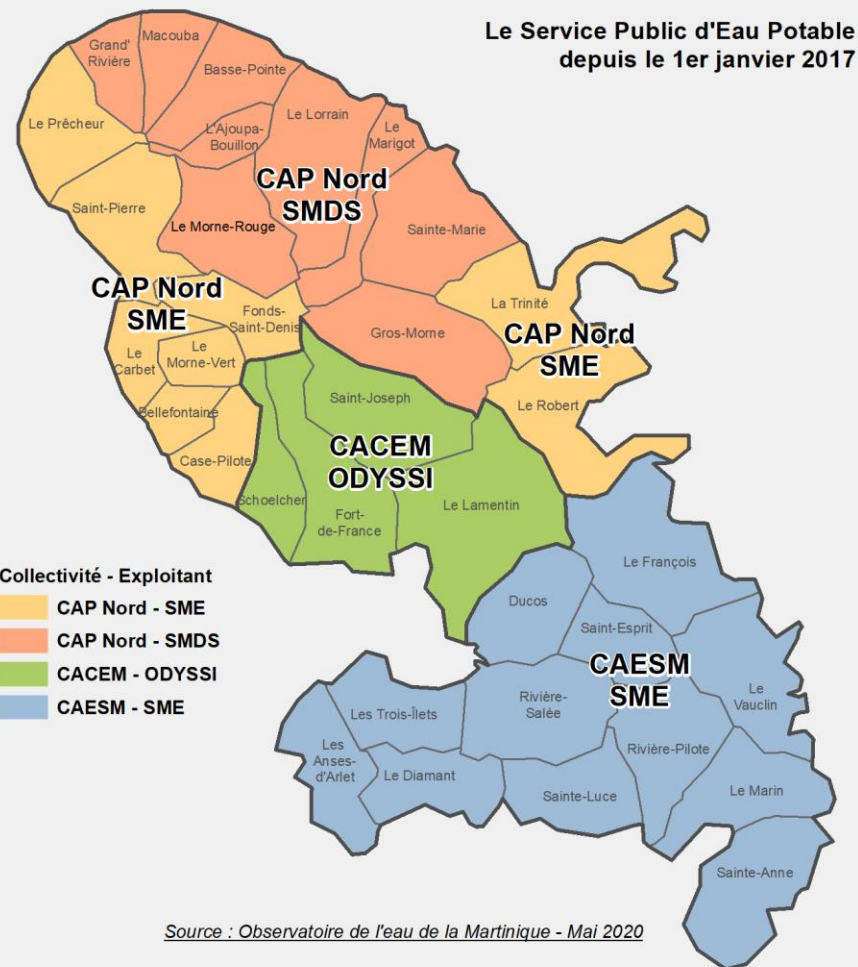 Le Service Public d'Eau Potable
depuis le 1er janvier 2017
Grand'
Rivière
Macouba
Basse-Pointe
Le Prêcheur
L'Ajoupa-
Bouillon
Le Lorrain
Le
Marigot
CAP Nord
SMDS
Saint-Pierre
Le Morne-Rouge
Sainte-Marie
CAP Nord
SME
Fonds-
Saint-Denis
La Trinité
Gros-Morne
CAP Nord
SME
Le
Carbet
Le
Morne-Vert
Le Robert
Bellefontaine
Saint-Joseph
Case-Pilote
CACEM
ODYSSI
Schoelcher
Fort-
de-France
Le Lamentin
Le François
Collectivité - Exploitant
CAP Nord - SME
CAP Nord - SMDS
CACEM - ODYSSI
CAESM - SME
Ducos
Saint-Esprit
CAESM
SME
Le
Vauclin
Rivière-
Salée
Les Trois-Îlets
Les
Anses-
d'Arlet
Le Diamant
Rivière-Pilote
Sainte-Luce
Le Marin
Sainte-Anne
Source : Observatoire de l'eau de la Martinique - Mai 2020